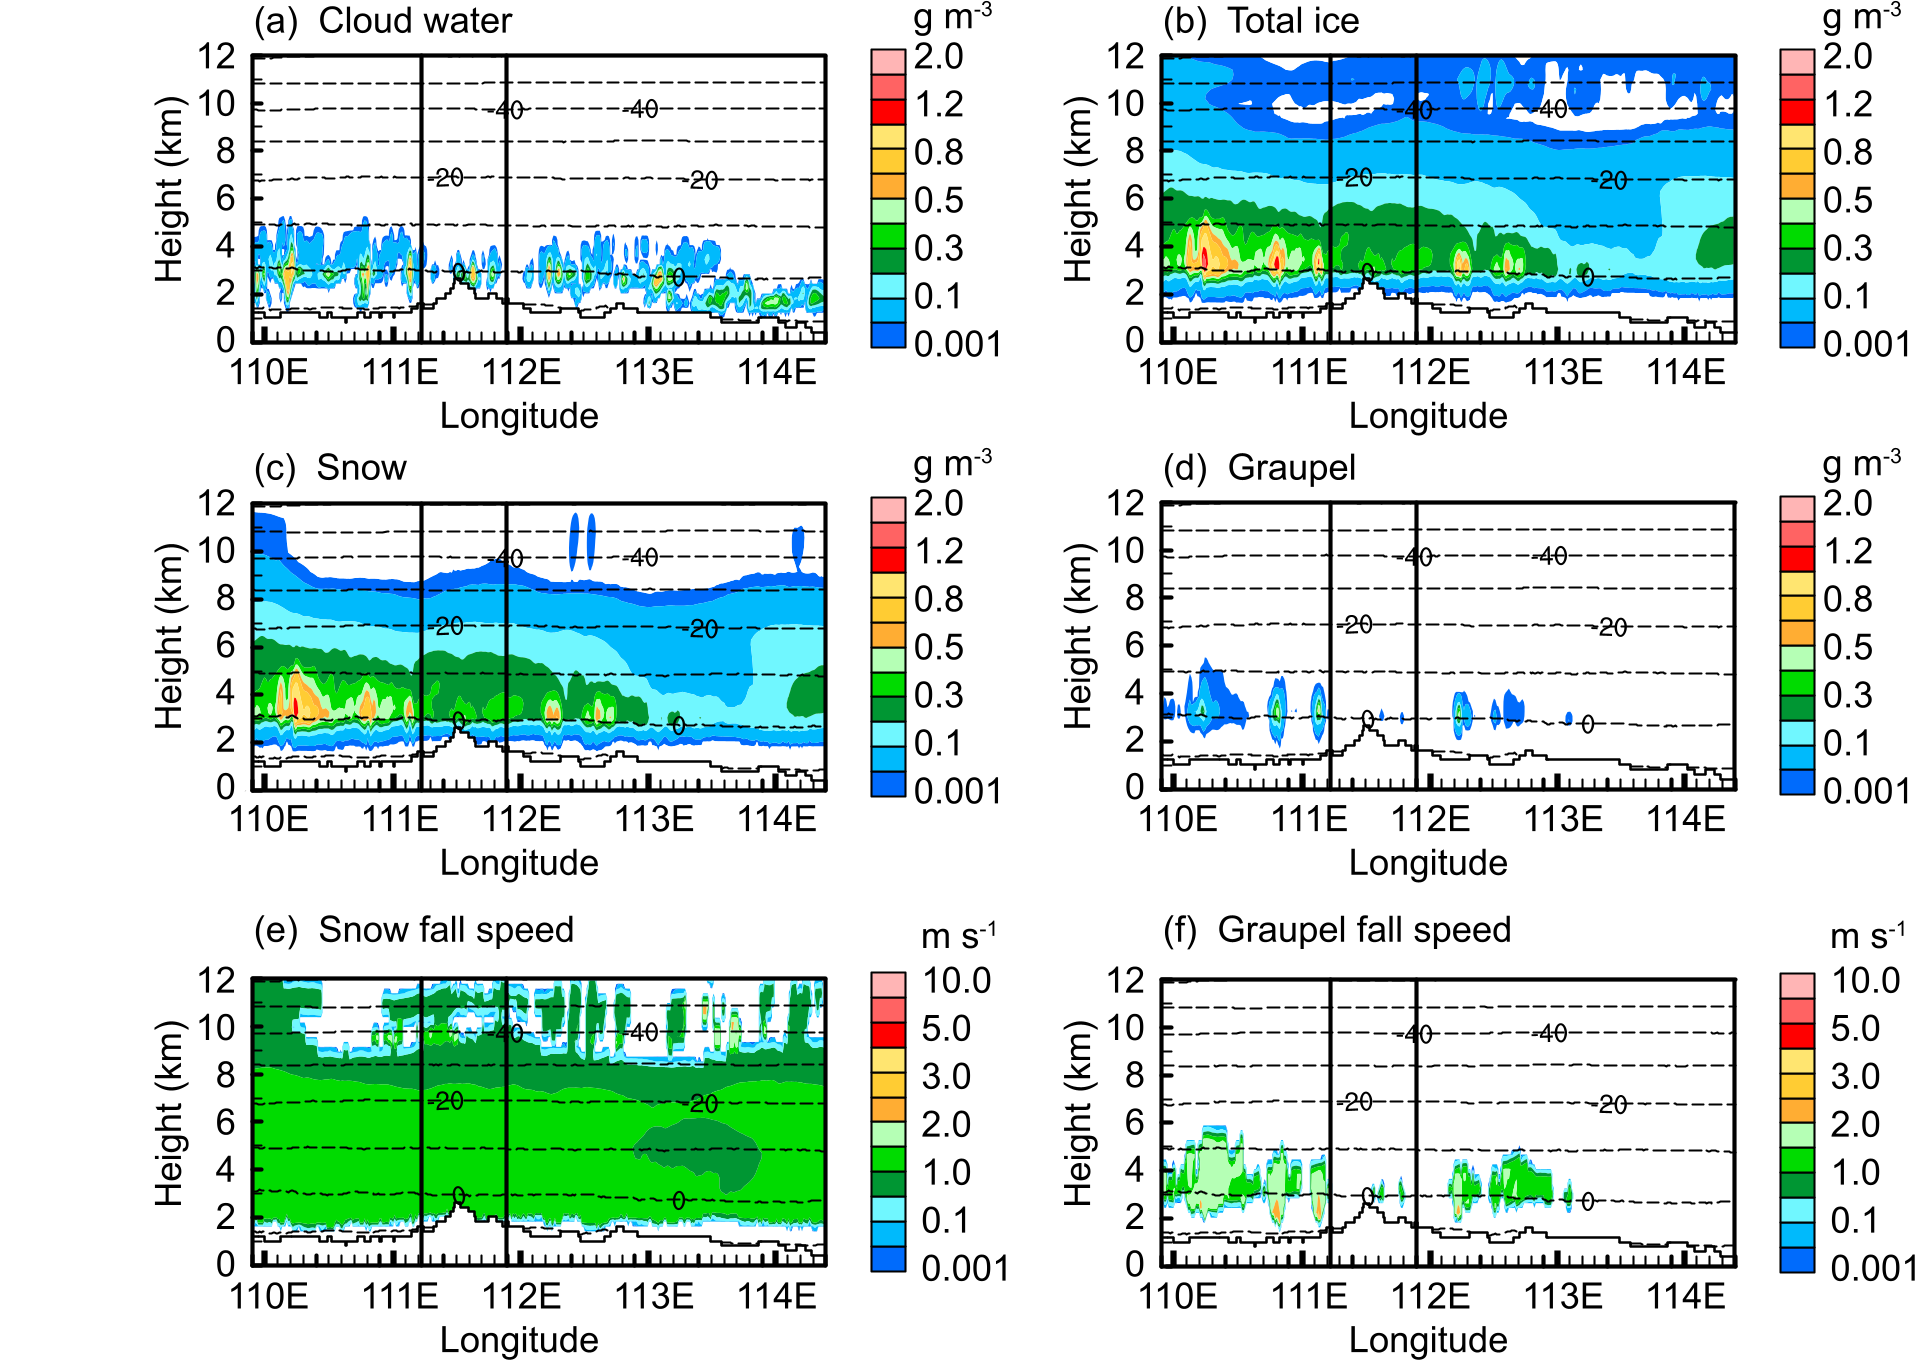 (a) Cloud water g m-3
12 10 8 6 4 2 0
Height (km)
-40 -40
-20 -20
0 0
110E 111E 112E 113E 114E
Longitude
2.0 1.2 0.8 0.5 0.3 0.1 0.001
(b) Total ice g m-3
12 10 8 6 4 2 0
Height (km)
-40 -40
-20 -20
0 0
110E 111E 112E 113E 114E
Longitude
2.0 1.2 0.8 0.5 0.3 0.1 0.001
(c) Snow g m-3
12 10 8 6 4 2 0
Height (km)
-40 -40
-20 -20
0 0
110E 111E 112E 113E 114E
Longitude
2.0 1.2 0.8 0.5 0.3 0.1 0.001
(d) Graupel g m-3
12 10 8 6 4 2 0
Height (km)
-40 -40
-20 -20
0 0
110E 111E 112E 113E 114E
Longitude
2.0 1.2 0.8 0.5 0.3 0.1 0.001
(e) Snow fall speed m s-1
12 10 8 6 4 2 0
Height (km)
-40 -40
-20 -20
0 0
110E 111E 112E 113E 114E
Longitude
10.0 5.0 3.0 2.0 1.0 0.1 0.001
(f) Graupel fall speed m s-1
12 10 8 6 4 2 0
Height (km)
-40 -40
-20 -20
0 0
110E 111E 112E 113E 114E
Longitude
10.0 5.0 3.0 2.0 1.0 0.1 0.001